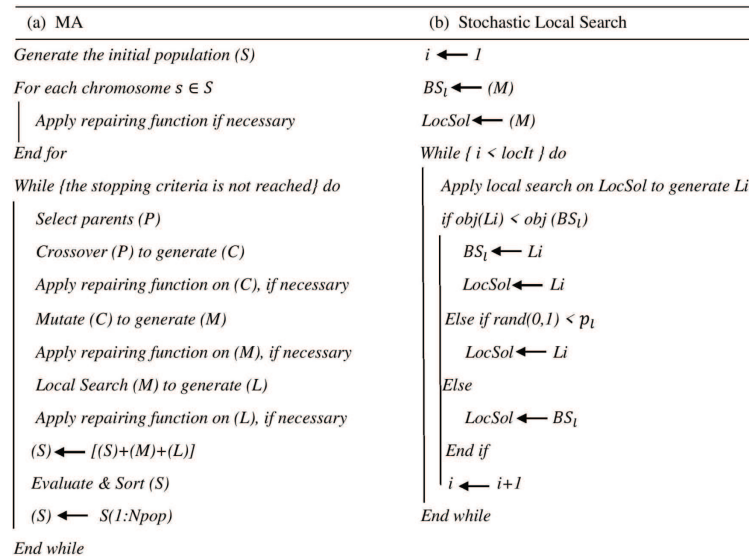 (a) MA
Generate the initial population (S)
For each chromosome s ∈ S
Apply repairing function if necessary
End for
While {the stopping criteria is not reached} do
Select parents (P)
Crossover (P) to generate (C)
Apply repairing function on (C), if necessary
Mutate (C) to generate (M)
Apply repairing function on (M), if necessary
Local Search (M) to generate (L)
Apply repairing function on (L), if necessary
(S) ← [(S)+(M)+(L)]
Evaluate & Sort (S)
(S) ← S(1:Npop)
End while
(b) Stochastic Local Search
i ← 1
BSₗ ← (M)
LocSol ← (M)
While { i < locIt } do
Apply local search on LocSol to generate Li
if obj(Li) < obj (BSₗ)
BSₗ ← Li
LocSol ← Li
Else if rand(0,1) < pₗ
LocSol ← Li
Else
LocSol ← BSₗ
End if
i ← i+1
End while